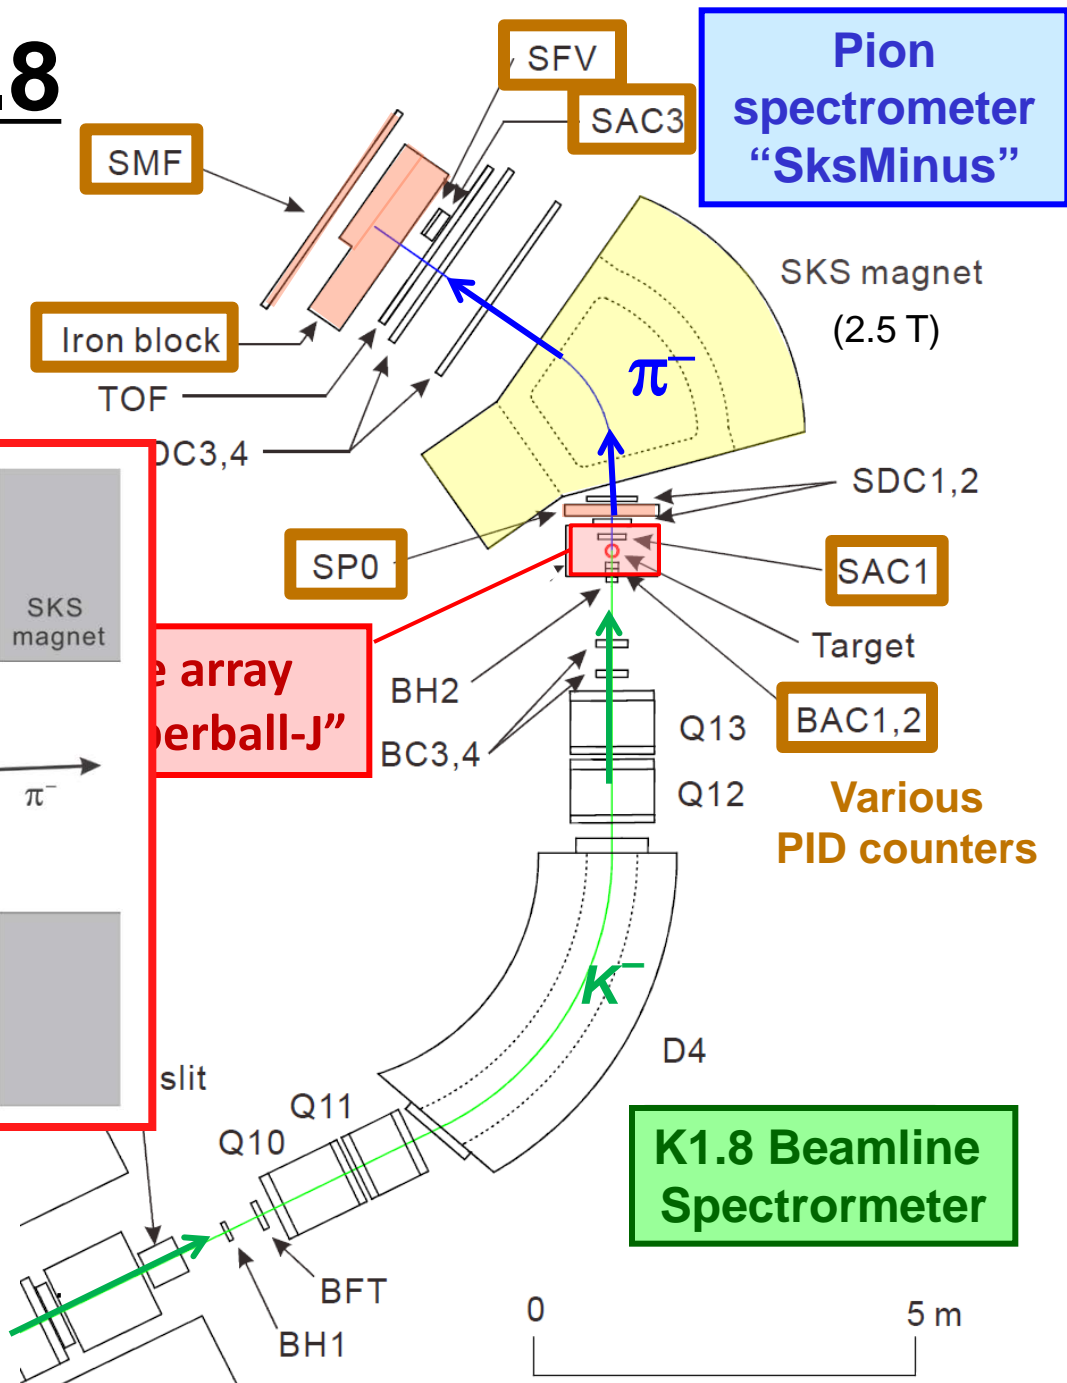 .8
SFV
SAC3
SMF
Pion
spectrometer
“SksMinus”
SKS magnet
(2.5 T)
Iron block
TOF
DC3,4
π−
SDC1,2
SP0
SAC1
SKS
magnet
Target
e array
erball-J”
BH2
BAC1,2
Q13
BC3,4
Q12
π−
Various
PID counters
K−
D4
slit
Q11
Q10
K1.8 Beamline
Spectrormeter
BFT
BH1
0
5 m